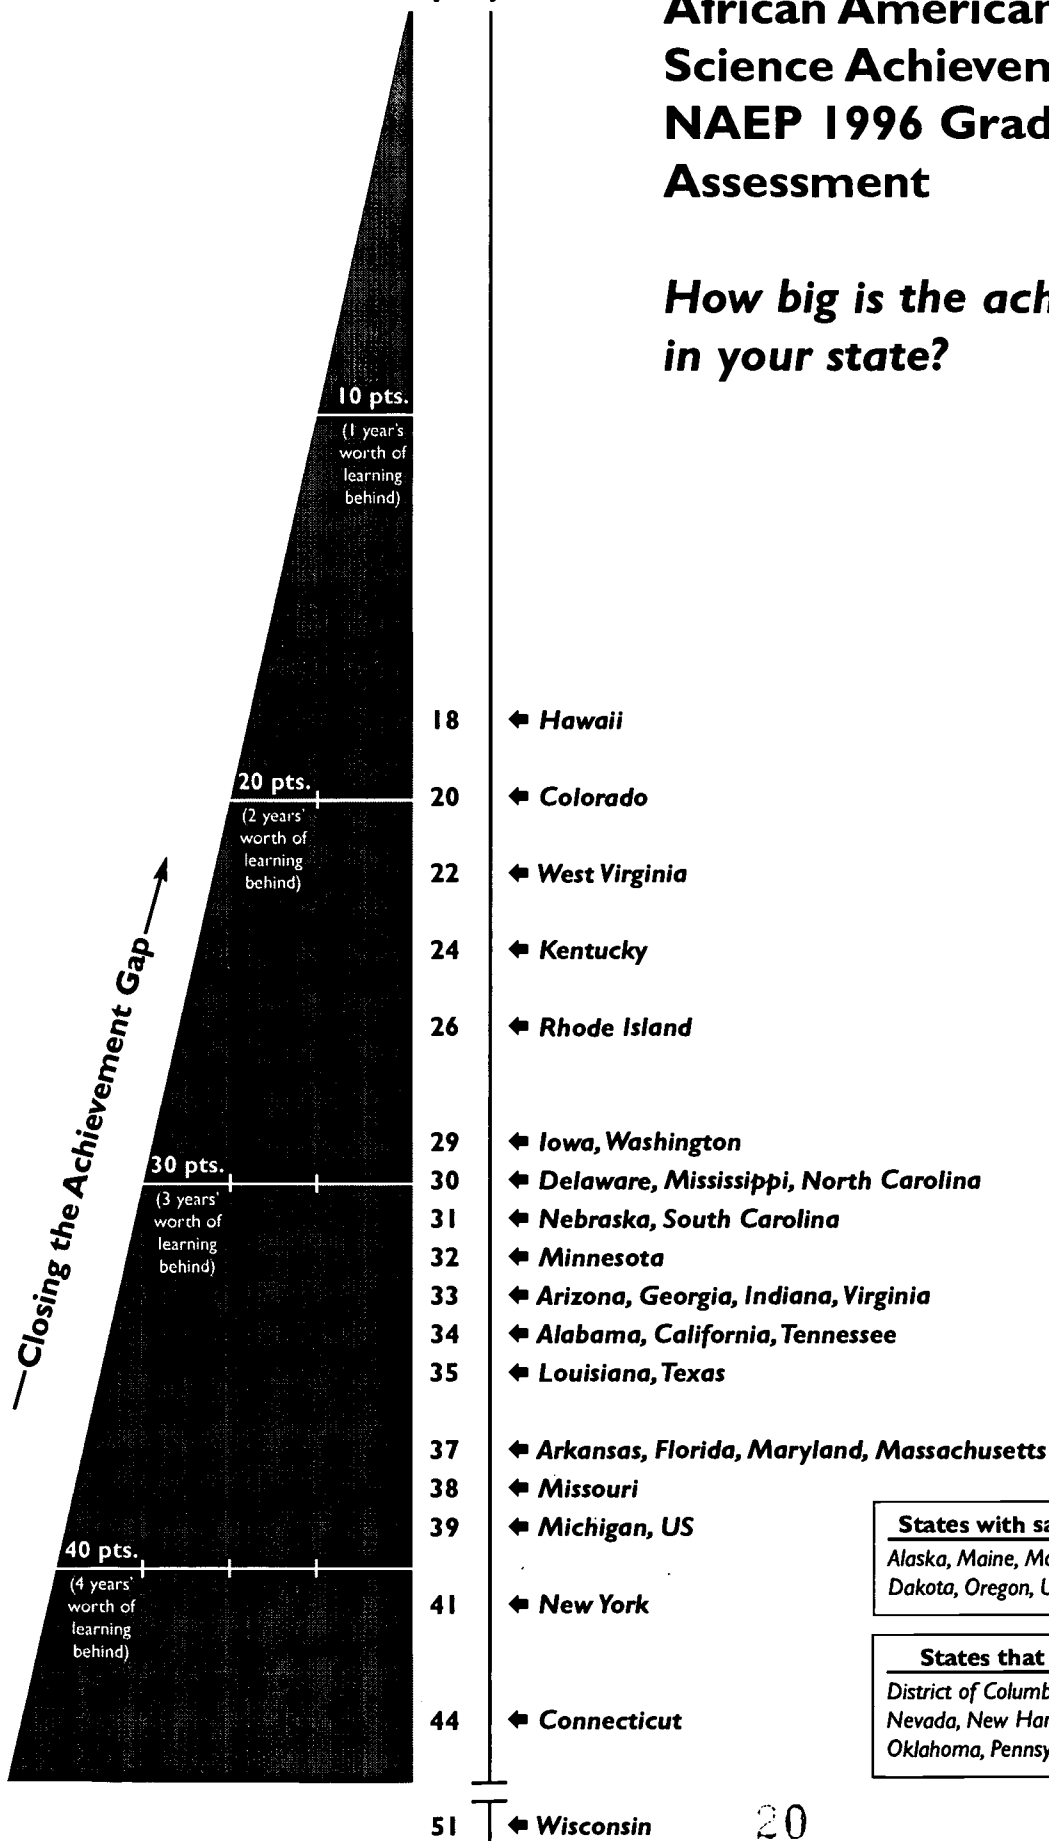 African American
Science Achievem
NAEP 1996 Grad
Assessment
How big is the ach
in your state?
10 pts.
(1 year's
worth of
learning
behind)
18 Hawaii
20 pts.
(2 years'
worth of
learning
behind)
20 Colorado
22 West Virginia
24 Kentucky
26 Rhode Island
Closing the Achievement Gap
29 Iowa, Washington
30 pts.
(3 years'
worth of
learning
behind)
30 Delaware, Mississippi, North Carolina
31 Nebraska, South Carolina
32 Minnesota
33 Arizona, Georgia, Indiana, Virginia
34 Alabama, California, Tennessee
35 Louisiana, Texas
37 Arkansas, Florida, Maryland, Massachusetts
38 Missouri
39 Michigan, US
40 pts.
(4 years'
worth of
learning
behind)
41 New York
44 Connecticut
51 Wisconsin
States with sa
Alaska, Maine, Mo
Dakota, Oregon, U
States that
District of Columb
Nevada, New Han
Oklahoma, Pennsy
20